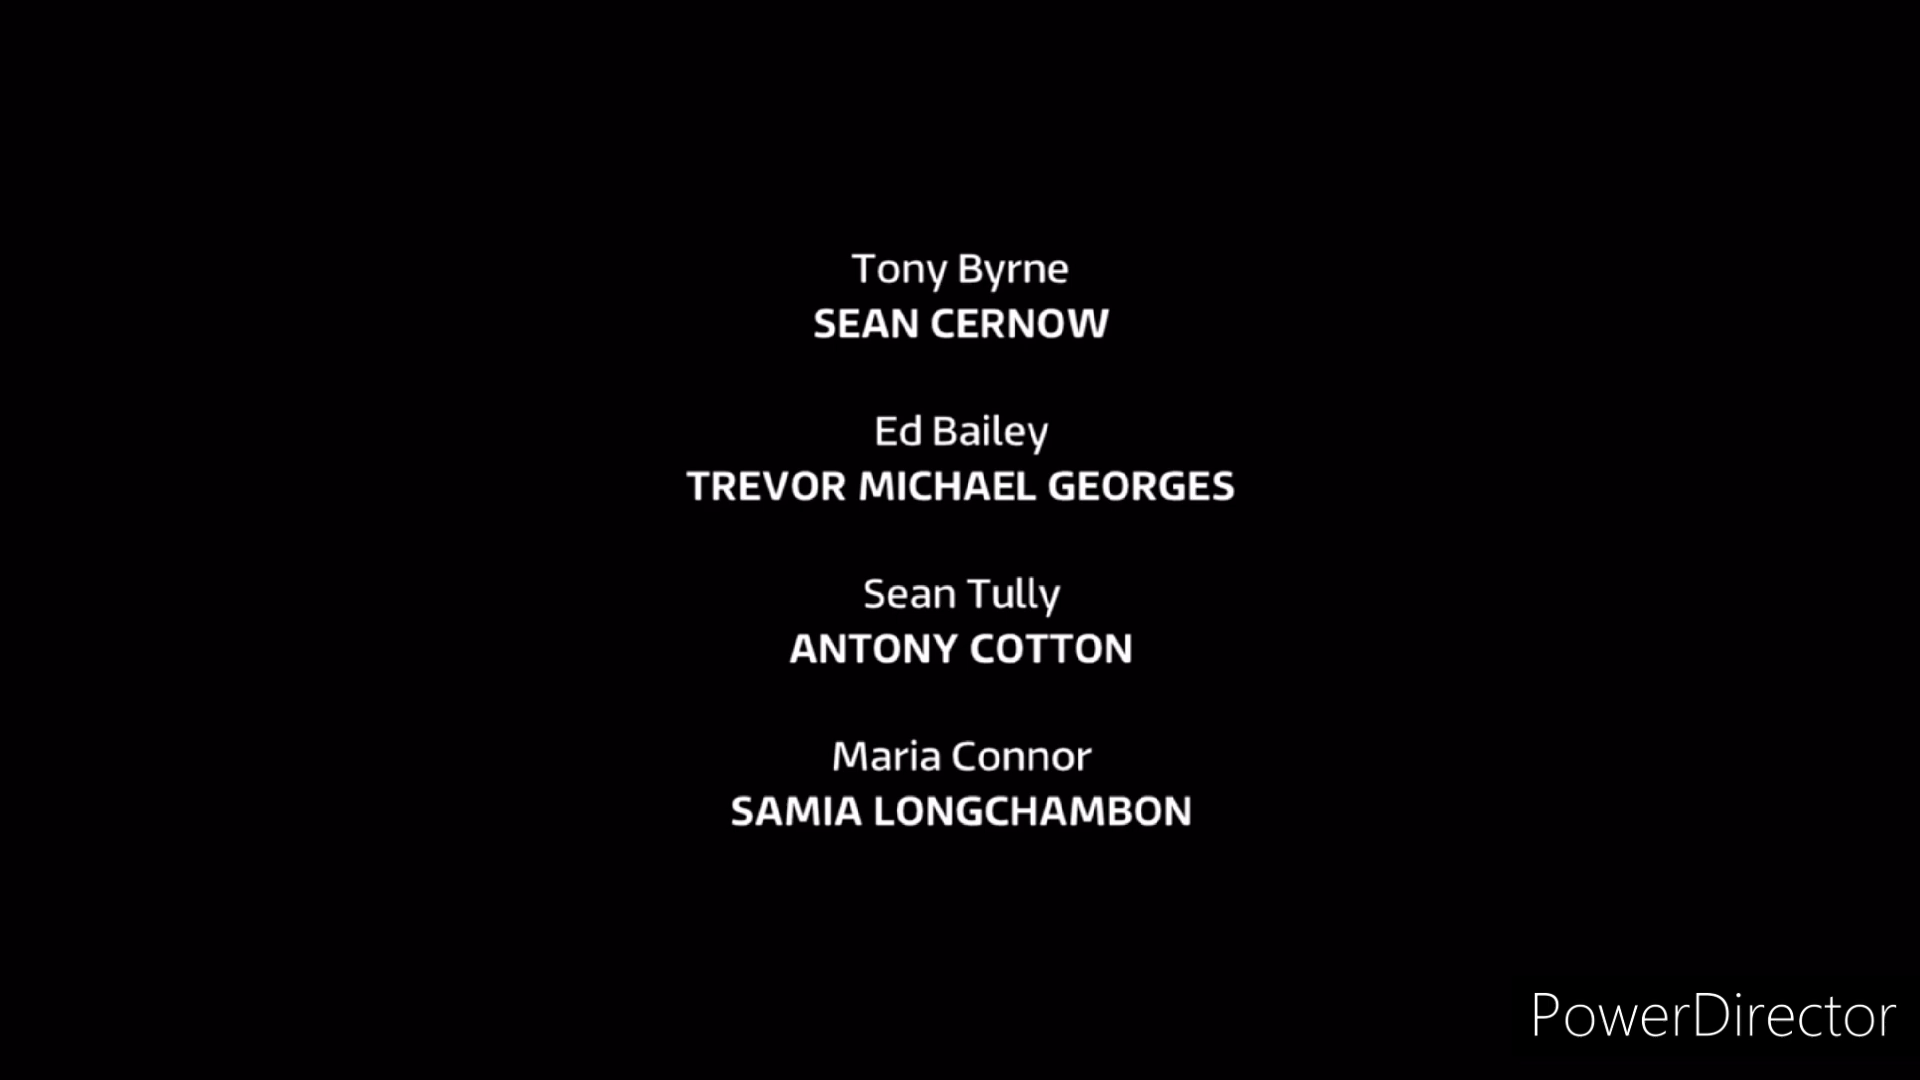 Tony Byrne
SEAN CERNOW
Ed Bailey
TREVOR MICHAEL GEORGES
Sean Tully
ANTONY COTTON
Maria Connor
SAMIA LONGCHAMBON
PowerDirector